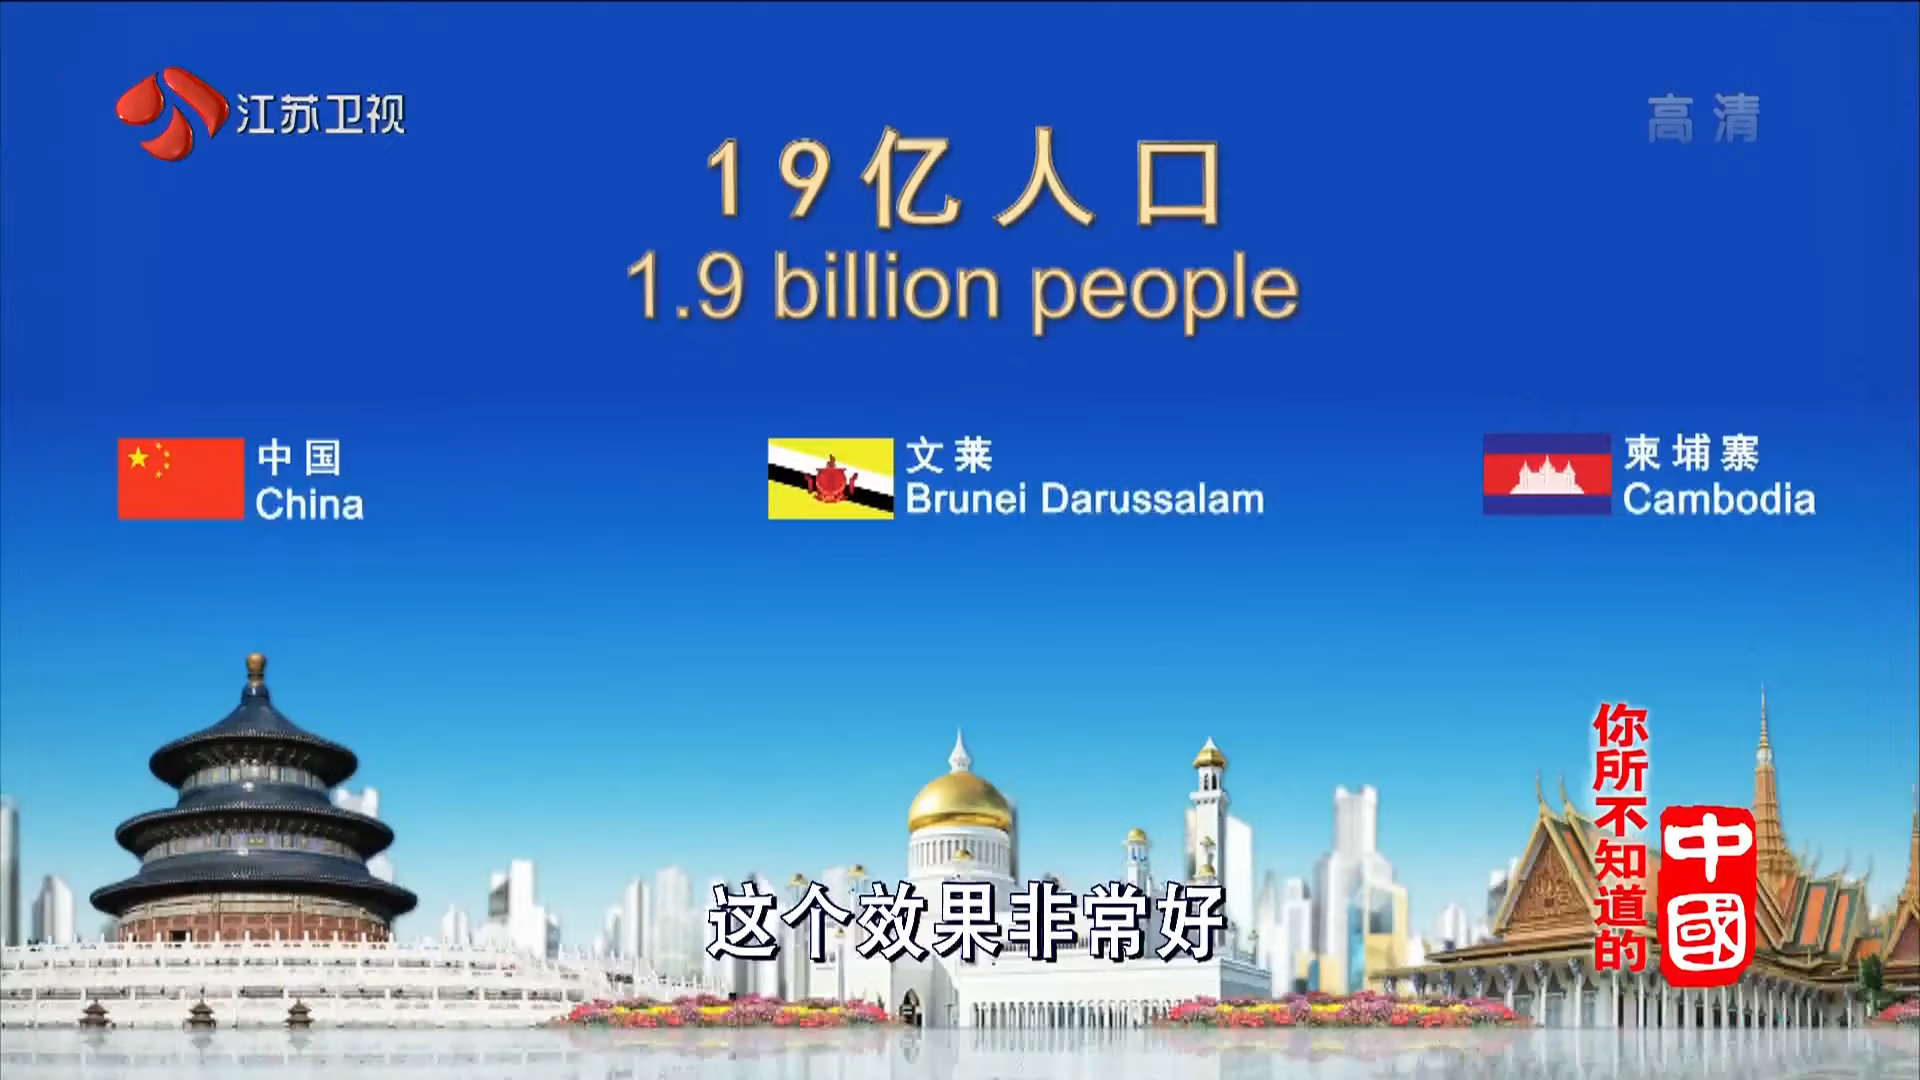 江苏卫视
高清
19亿人口
1.9 billion people
中国
China
文莱
Brunei Darussalam
柬埔寨
Cambodia
你所不知道的
中國
这个效果非常好